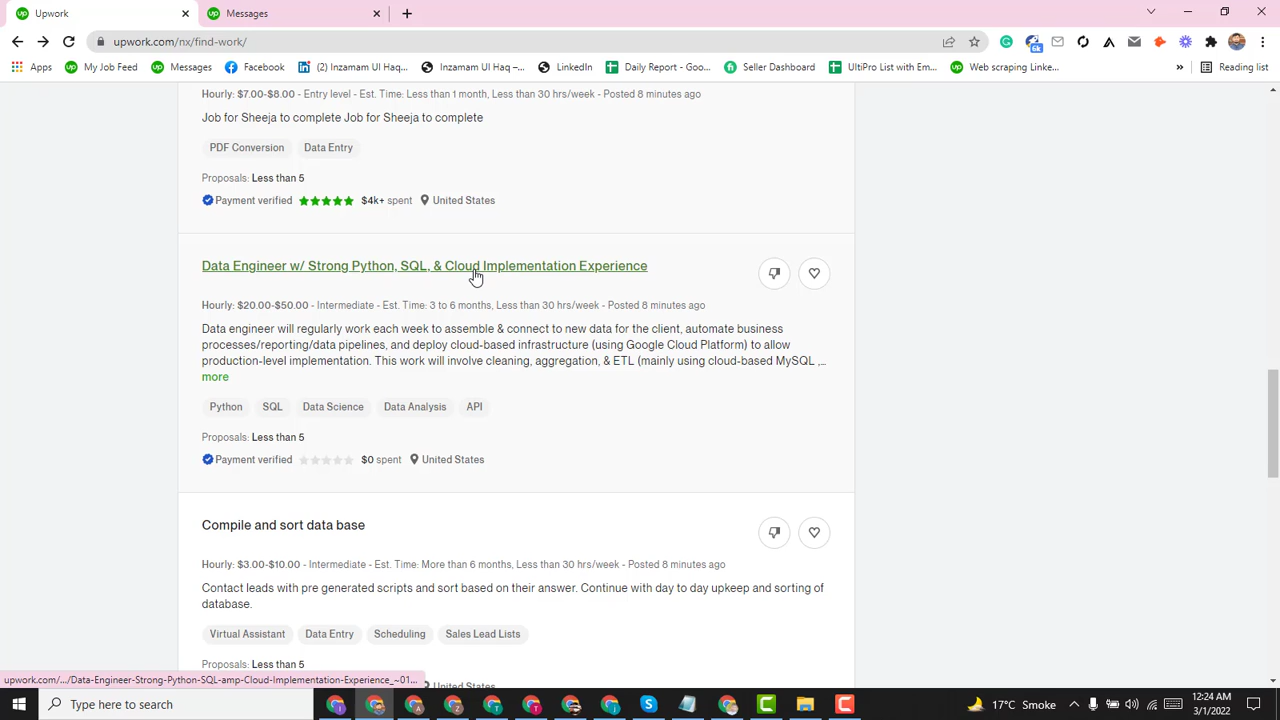 Upwork
Messages
upwork.com/nx/find-work/
6k
Apps
My Job Feed
Messages
Facebook
(2) Inzamam Ul Haq...
Inzamam Ul Haq –...
LinkedIn
Daily Report - Goo...
Seller Dashboard
UltiPro List with Em...
Web scraping Linke...
»
Reading list
Hourly: $7.00-$8.00 - Entry level - Est. Time: Less than 1 month, Less than 30 hrs/week - Posted 8 minutes ago
Job for Sheeja to complete Job for Sheeja to complete
PDF Conversion
Data Entry
Proposals: Less than 5
Payment verified $4k+ spent United States
Data Engineer w/ Strong Python, SQL, & Cloud Implementation Experience
Hourly: $20.00-$50.00 - Intermediate - Est. Time: 3 to 6 months, Less than 30 hrs/week - Posted 8 minutes ago
Data engineer will regularly work each week to assemble & connect to new data for the client, automate business
processes/reporting/data pipelines, and deploy cloud-based infrastructure (using Google Cloud Platform) to allow
production-level implementation. This work will involve cleaning, aggregation, & ETL (mainly using cloud-based MySQL ,...
more
Python
SQL
Data Science
Data Analysis
API
Proposals: Less than 5
Payment verified $0 spent United States
Compile and sort data base
Hourly: $3.00-$10.00 - Intermediate - Est. Time: More than 6 months, Less than 30 hrs/week - Posted 8 minutes ago
Contact leads with pre generated scripts and sort based on their answer. Continue with day to day upkeep and sorting of
database.
Virtual Assistant
Data Entry
Scheduling
Sales Lead Lists
Proposals: Less than 5
United States
upwork.com/.../Data-Engineer-Strong-Python-SQL-amp-Cloud-Implementation-Experience_~01...
Type here to search
17°C Smoke
12:24 AM
3/1/2022